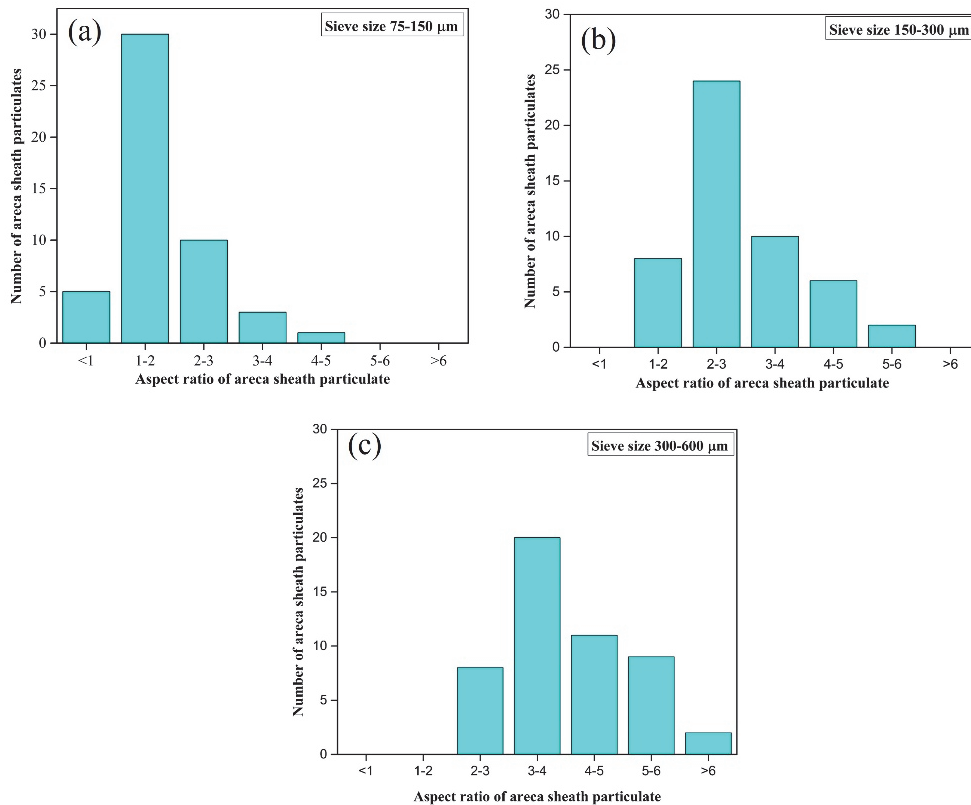 (a)
Sieve size 75-150 μm
Number of areca sheath particulates
30
25
20
15
10
5
0
<1 1-2 2-3 3-4 4-5 5-6 >6
Aspect ratio of areca sheath particulate
(b)
Sieve size 150-300 μm
Number of areca sheath particulates
30
25
20
15
10
5
0
<1 1-2 2-3 3-4 4-5 5-6 >6
Aspect ratio of areca sheath particulate
(c)
Sieve size 300-600 μm
Number of areca sheath particulates
30
25
20
15
10
5
0
<1 1-2 2-3 3-4 4-5 5-6 >6
Aspect ratio of areca sheath particulate